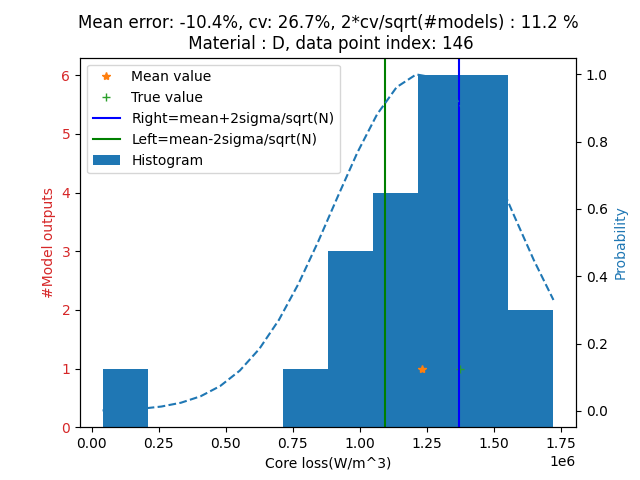 Mean error: -10.4%, cv: 26.7%, 2*cv/sqrt(#models) : 11.2 %
Material : D, data point index: 146
Mean value
True value
Right=mean+2sigma/sqrt(N)
Left=mean-2sigma/sqrt(N)
Histogram
#Model outputs
6
5
4
3
2
1
0
Probability
1.0
0.8
0.6
0.4
0.2
0.0
0.00 0.25 0.50 0.75 1.00 1.25 1.50 1.75
1e6
Core loss(W/m^3)